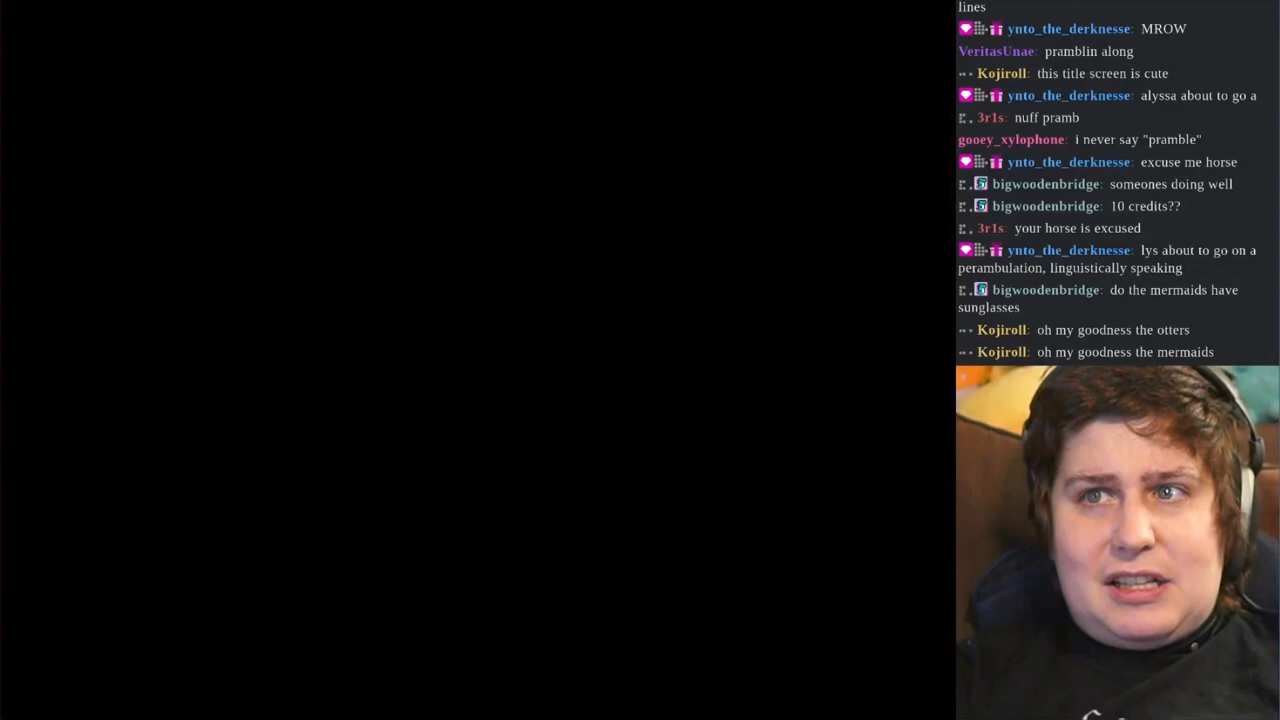 lines
ynto_the_derknesse: MROW
VeritasUnae: pramblin along
Kojiroll: this title screen is cute
ynto_the_derknesse: alyssa about to go a
3r1s: nuff pramb
gooey_xylophone: i never say "pramble"
ynto_the_derknesse: excuse me horse
bigwoodenbridge: someones doing well
bigwoodenbridge: 10 credits??
3r1s: your horse is excused
ynto_the_derknesse: lys about to go on a
perambulation, linguistically speaking
bigwoodenbridge: do the mermaids have
sunglasses
Kojiroll: oh my goodness the otters
Kojiroll: oh my goodness the mermaids